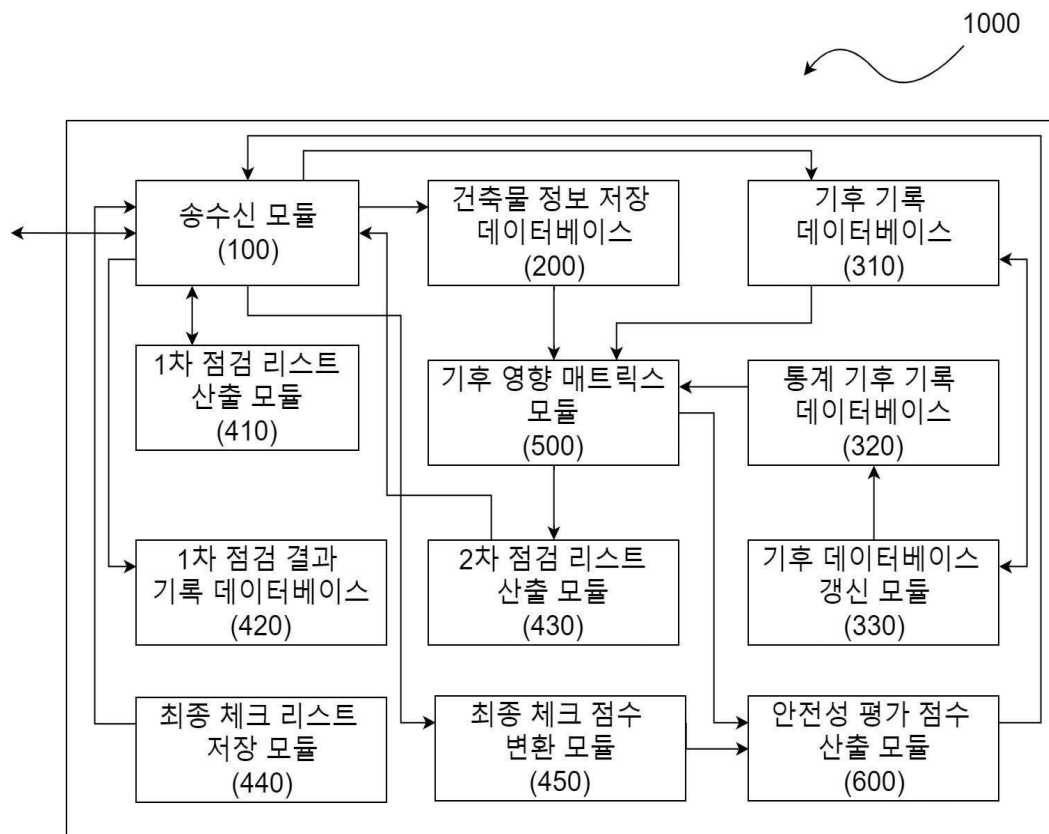 1000
송수신 모듈
(100)
건축물 정보 저장
데이터베이스
(200)
기후 기록
데이터베이스
(310)
1차 점검 리스트
산출 모듈
(410)
기후 영향 매트릭스
모듈
(500)
통계 기후 기록
데이터베이스
(320)
1차 점검 결과
기록 데이터베이스
(420)
2차 점검 리스트
산출 모듈
(430)
기후 데이터베이스
갱신 모듈
(330)
최종 체크 리스트
저장 모듈
(440)
최종 체크 점수
변환 모듈
(450)
안전성 평가 점수
산출 모듈
(600)